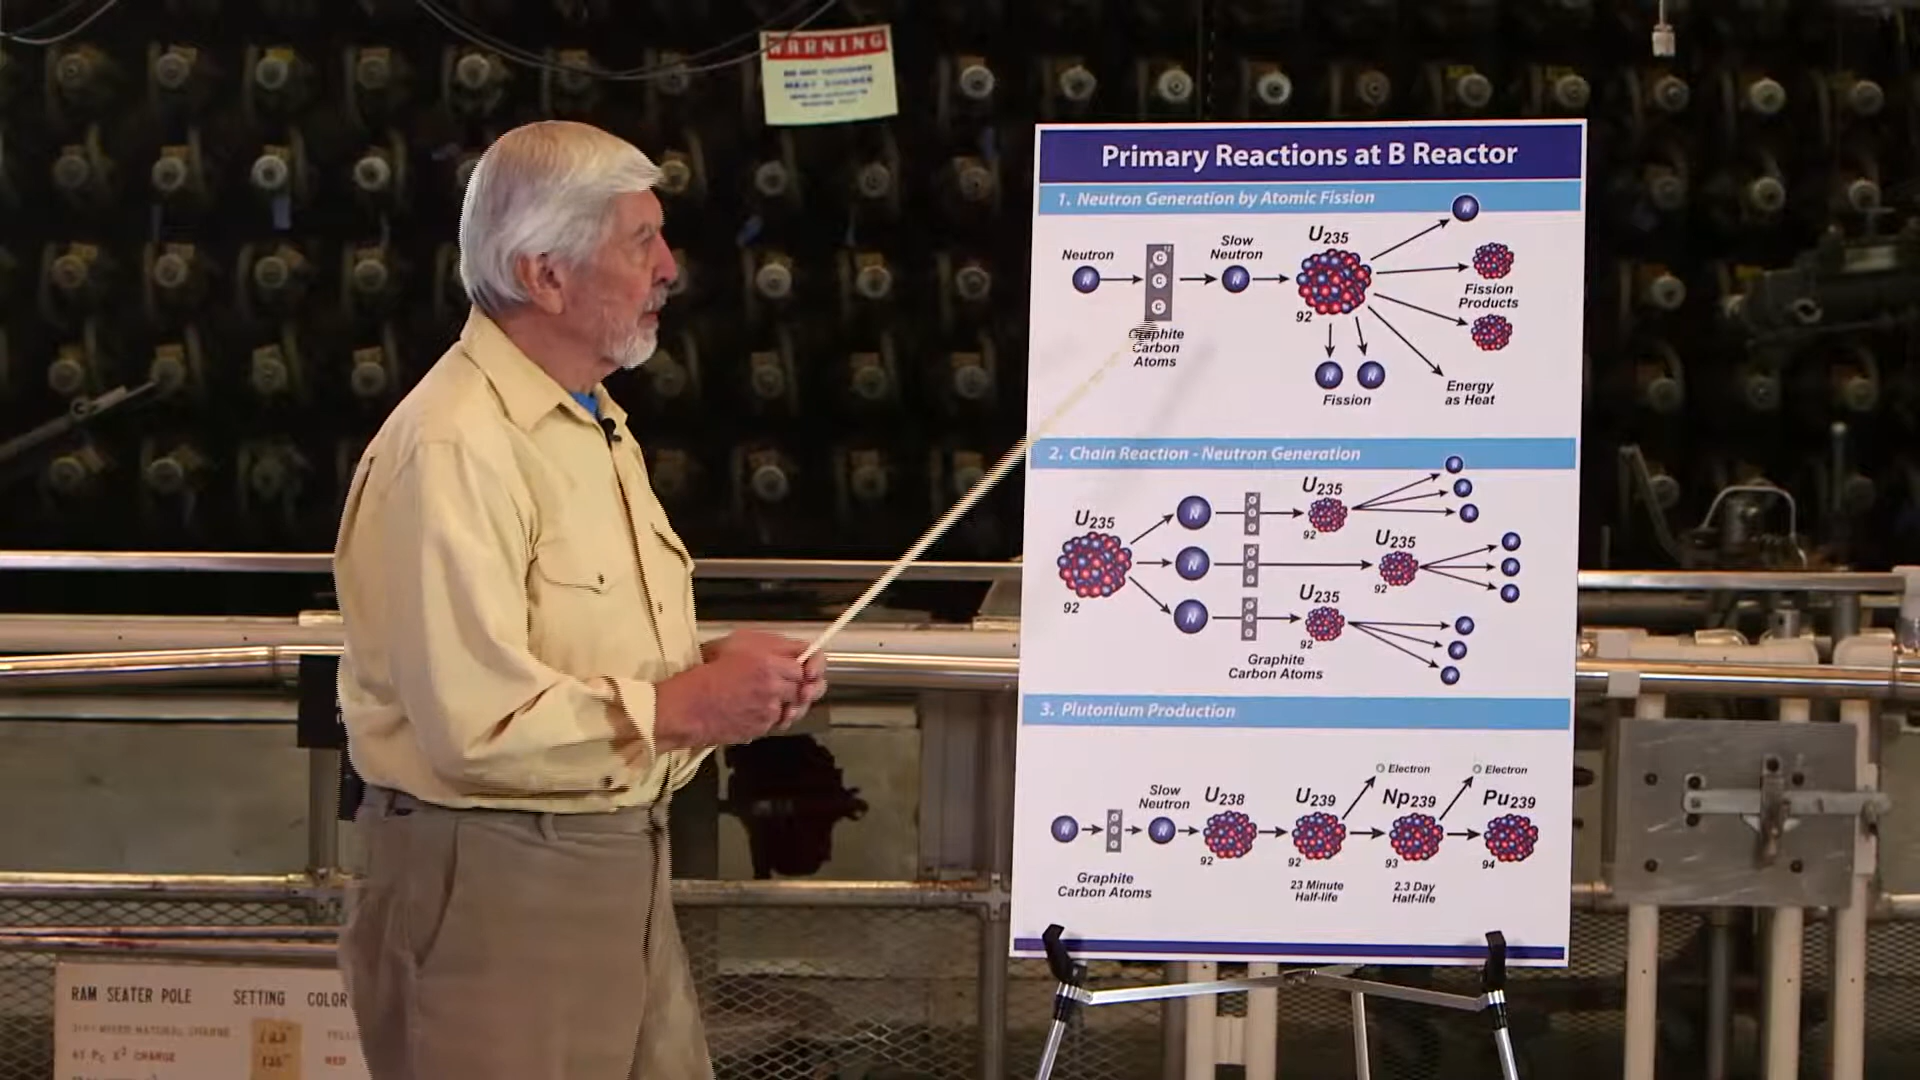 WARNING
Primary Reactions at B Reactor
1. Neutron Generation by Atomic Fission
Neutron
N
12
C
C
C
Graphite
Carbon
Atoms
Slow
Neutron
N
U235
92
N
Fission
Products
N N
Fission
Energy
as Heat
2. Chain Reaction - Neutron Generation
U235
92
N
N
N
U235
92
U235
92
U235
92
Graphite
Carbon Atoms
3. Plutonium Production
N
Graphite
Carbon Atoms
Slow
Neutron
N
U238
92
U239
92
23 Minute
Half-life
Electron
Np239
93
2.3 Day
Half-life
Electron
Pu239
94
RAM SEATER POLE SETTING COLOR
CHARGE
RED